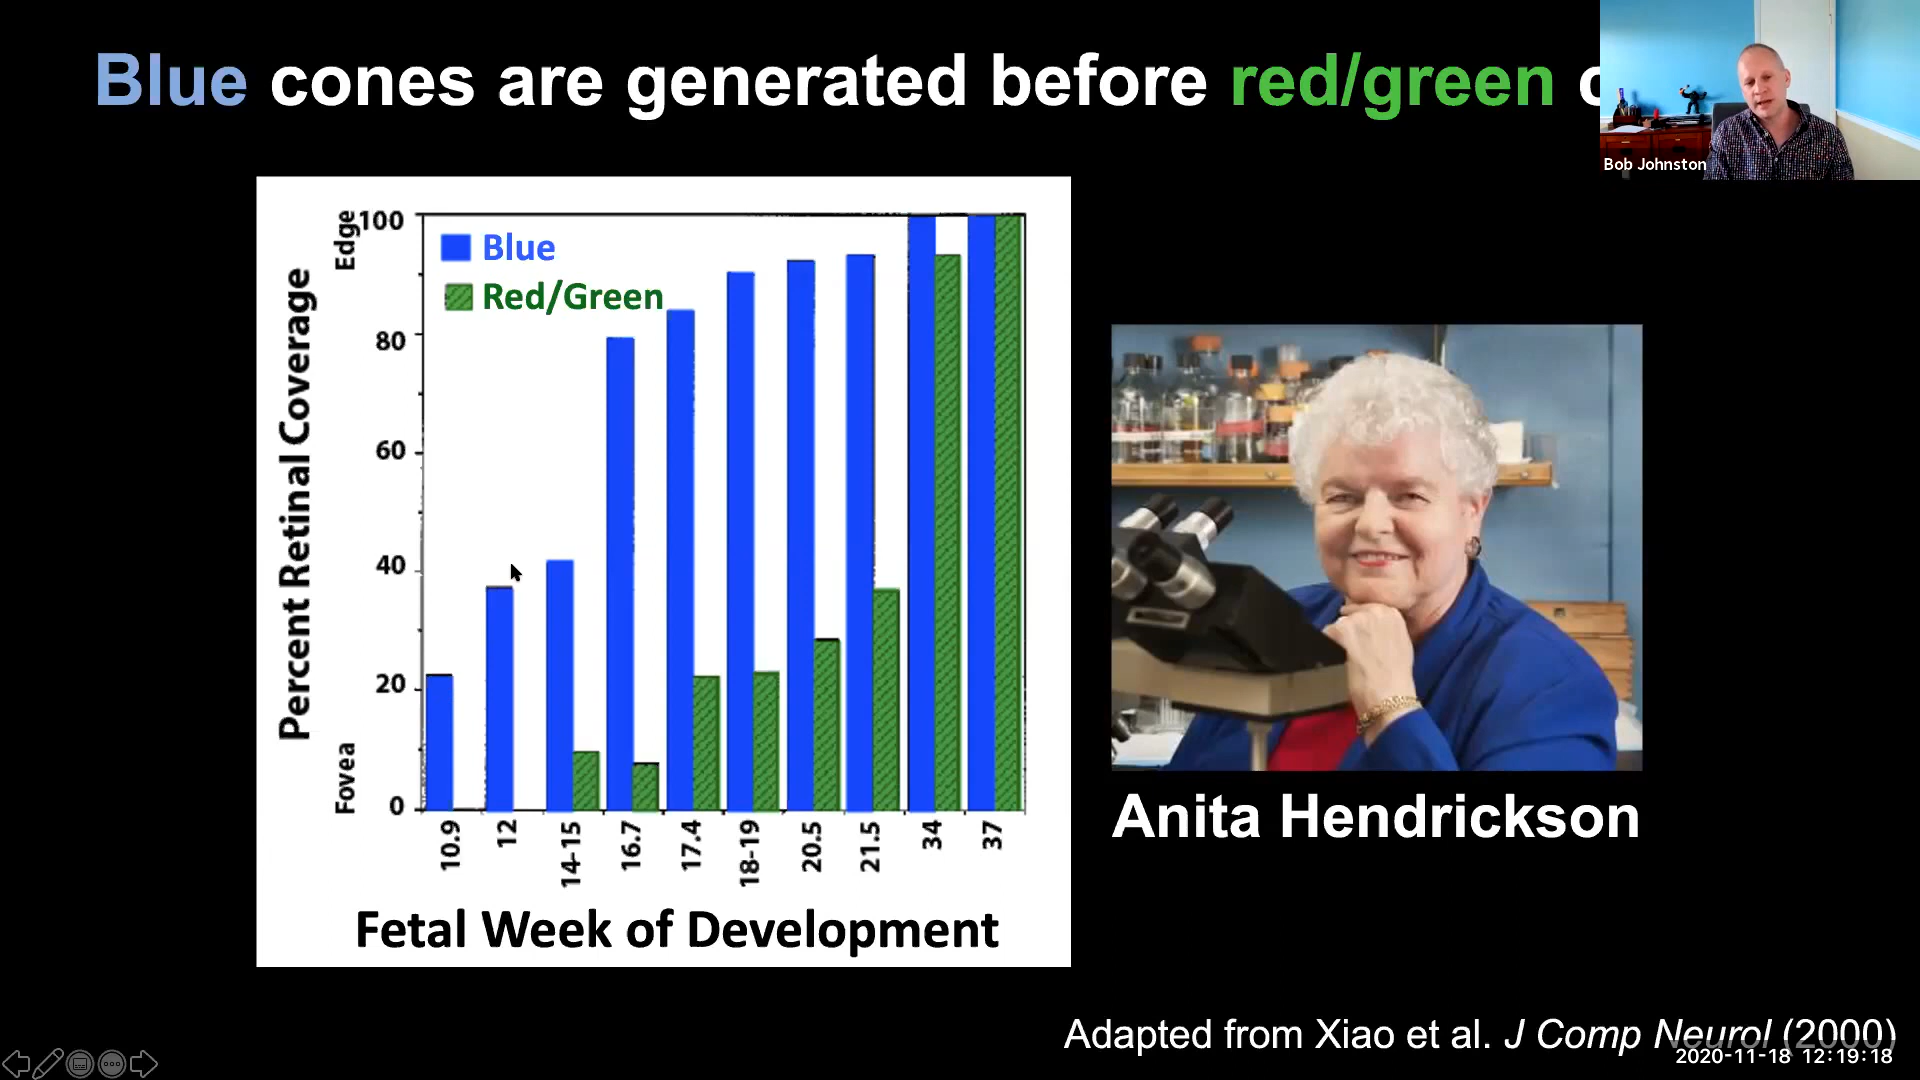 Blue cones are generated before red/green c
Bob Johnston
Edge
Percent Retinal Coverage
Fovea
100
80
60
40
20
0
Blue
Red/Green
10.9
12
14-15
16.7
17.4
18-19
20.5
21.5
34
37
Fetal Week of Development
Anita Hendrickson
Adapted from Xiao et al. J Comp Neurol (2000)
2020-11-18 12:19:18